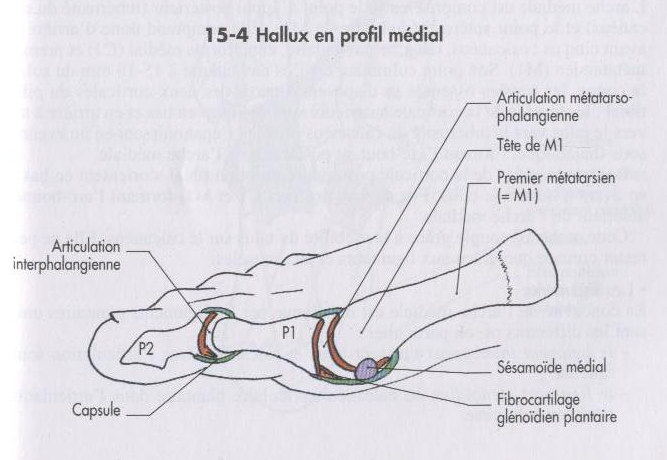 15-4 Hallux en profil médial
Articulation métatarso-
phalangienne
Tête de M1
Premier métatarsien
(= M1)
Articulation
interphalangienne
P1
P2
Sésamoïde médial
Capsule
Fibrocartilage
glénoïdien plantaire